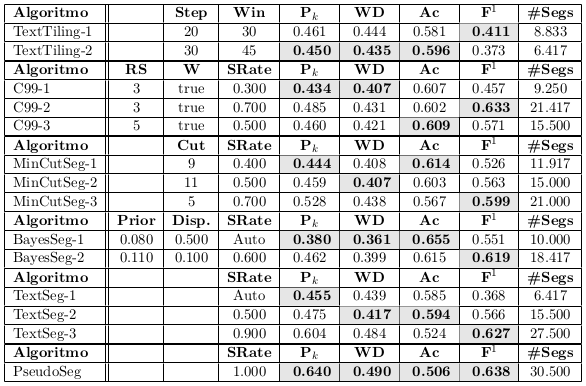 Algoritmo Step Win Pk WD Ac F1 #Segs
TextTiling-1 20 30 0.461 0.444 0.581 0.411 8.833
TextTiling-2 30 45 0.450 0.435 0.596 0.373 6.417
Algoritmo RS W SRate Pk WD Ac F1 #Segs
C99-1 3 true 0.300 0.434 0.407 0.607 0.457 9.250
C99-2 3 true 0.700 0.485 0.431 0.602 0.633 21.417
C99-3 5 true 0.500 0.460 0.421 0.609 0.571 15.500
Algoritmo Cut SRate Pk WD Ac F1 #Segs
MinCutSeg-1 9 0.400 0.444 0.408 0.614 0.526 11.917
MinCutSeg-2 11 0.500 0.459 0.407 0.603 0.563 15.000
MinCutSeg-3 5 0.700 0.528 0.438 0.567 0.599 21.000
Algoritmo Prior Disp. SRate Pk WD Ac F1 #Segs
BayesSeg-1 0.080 0.500 Auto 0.380 0.361 0.655 0.551 10.000
BayesSeg-2 0.110 0.100 0.600 0.462 0.399 0.615 0.619 18.417
Algoritmo SRate Pk WD Ac F1 #Segs
TextSeg-1 Auto 0.455 0.439 0.585 0.368 6.417
TextSeg-2 0.500 0.475 0.417 0.594 0.566 15.500
TextSeg-3 0.900 0.604 0.484 0.524 0.627 27.500
Algoritmo SRate Pk WD Ac F1 #Segs
PseudoSeg 1.000 0.640 0.490 0.506 0.638 30.500